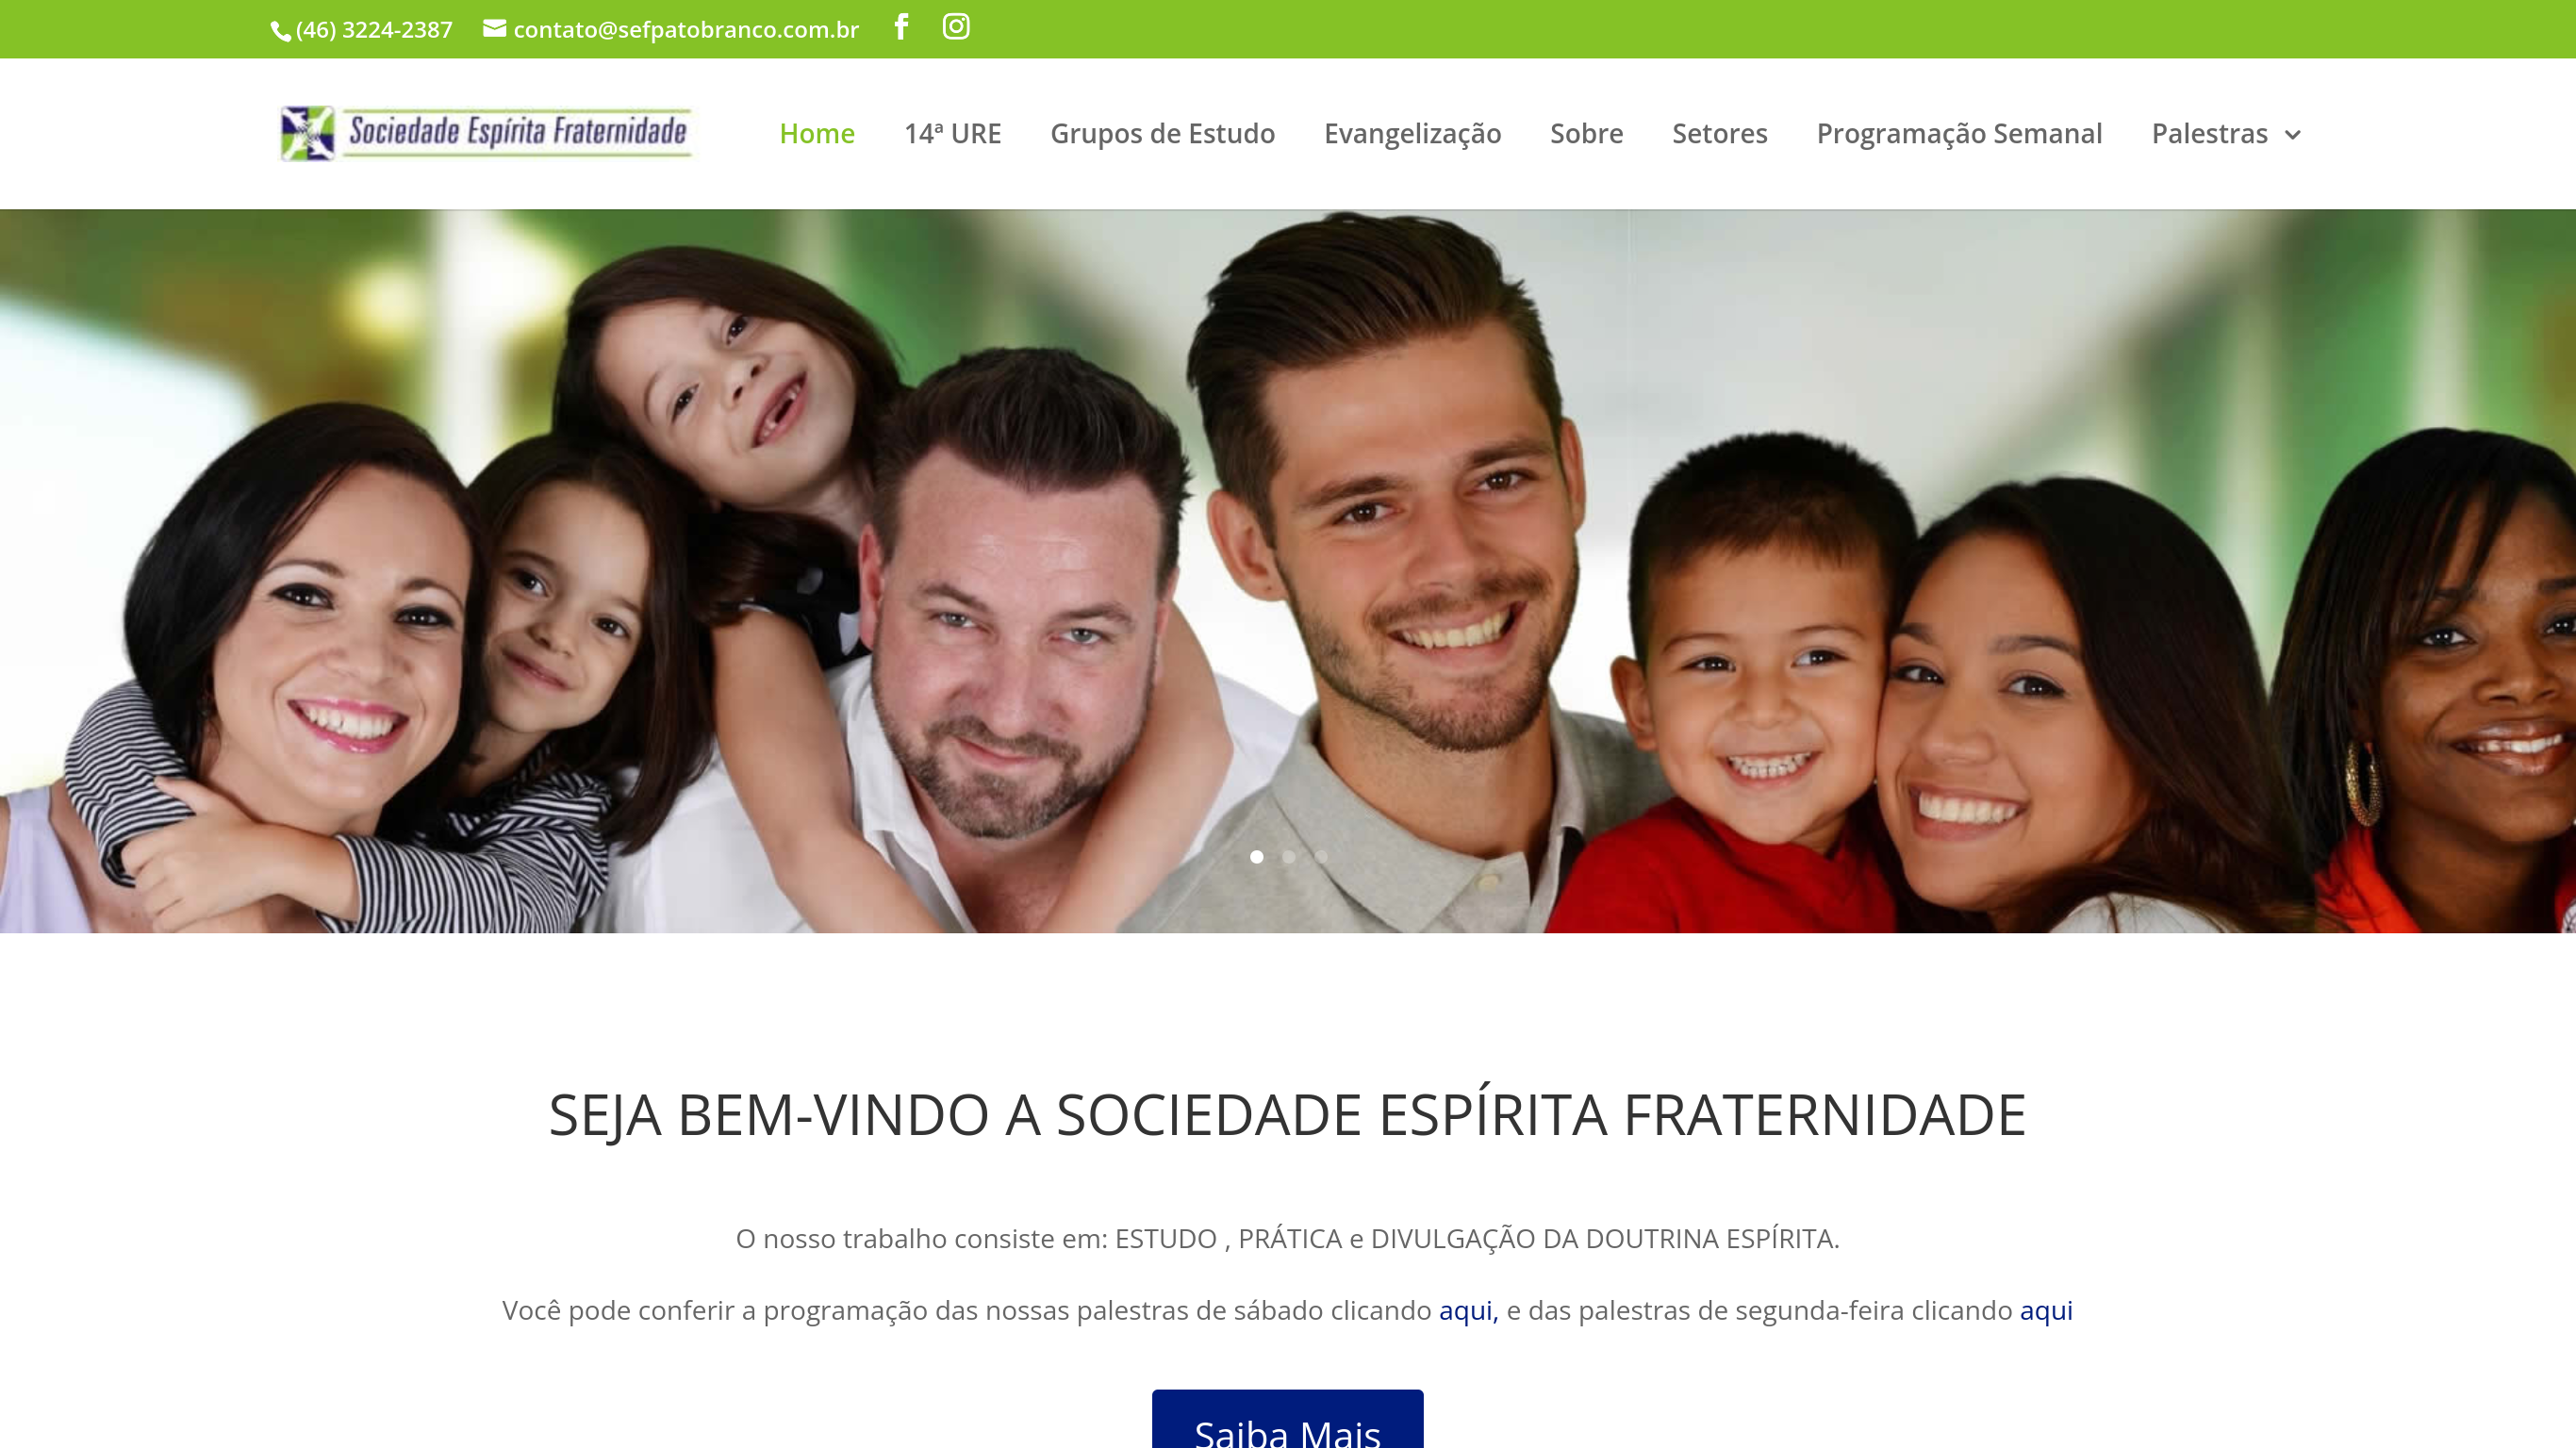 (46) 3224-2387 contato@sefpatobranco.com.br
Sociedade Espírita Fraternidade
Home 14ª URE Grupos de Estudo Evangelização Sobre Setores Programação Semanal Palestras
SEJA BEM-VINDO A SOCIEDADE ESPÍRITA FRATERNIDADE
O nosso trabalho consiste em: ESTUDO , PRÁTICA e DIVULGAÇÃO DA DOUTRINA ESPÍRITA.
Você pode conferir a programação das nossas palestras de sábado clicando aqui, e das palestras de segunda-feira clicando aqui
Saiba Mais